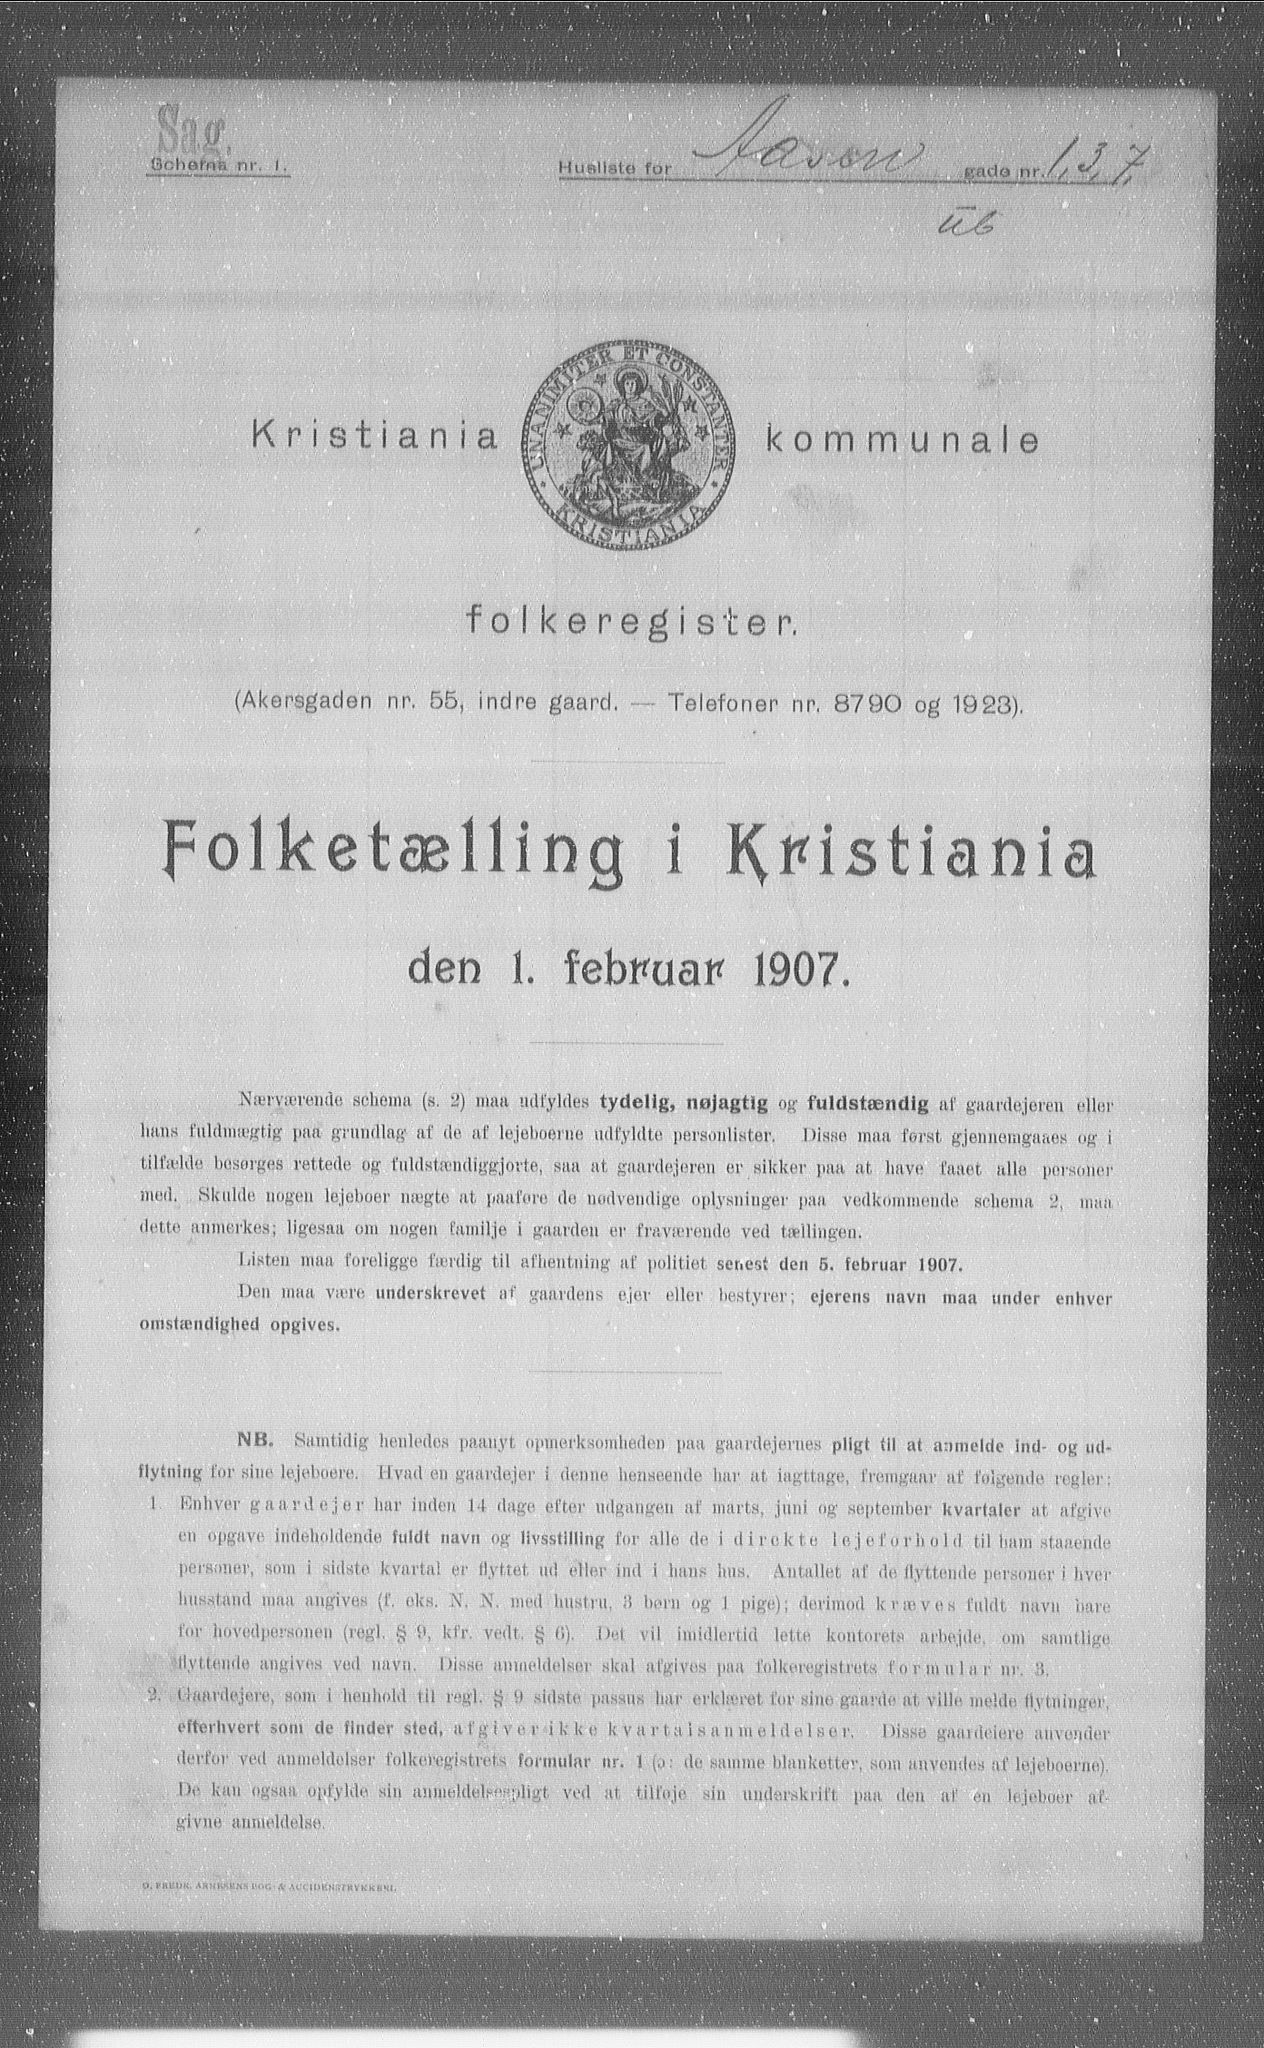 Sag.
Schema nr. 1.
Husliste for Aasen gade nr. 1,3,7,
UNANIMITER ET CONSTANTER
KRISTIANIA
Kristiania kommunale
folkeregister.
(Akersgaden nr. 55, indre gaard. — Telefoner nr. 8790 og 1923).
Folketælling i Kristiania
den 1. februar 1907.
Nærværende schema (s. 2) maa udfyldes tydelig, nøjagtig og fuldstændig af gaardejeren eller
hans fuldmægtig paa grundlag af de af lejeboerne udfyldte personlister. Disse maa først gjennemgaaes og i
tilfælde besørges rettede og fuldstændiggjorte, saa at gaardejeren er sikker paa at have faaet alle personer
med. Skulde nogen lejeboer nægte at paaføre de nødvendige oplysninger paa vedkommende schema 2, maa
dette anmerkes; ligesaa om nogen familje i gaarden er fraværende ved tællingen.
Listen maa foreligge færdig til afhentning af politiet senest den 5. februar 1907.
Den maa være underskrevet af gaardens ejer eller bestyrer; ejerens navn maa under enhver
omstændighed opgives.
NB. Samtidig henledes paanyt opmerksomheden paa gaardejernes pligt til at anmelde ind- og ud-
flytning for sine lejeboere. Hvad en gaardejer i denne henseende har at iagttage, fremgaar af følgende regler:
1. Enhver gaardejer har inden 14 dage efter udgangen af marts, juni og september kvartaler at afgive
en opgave indeholdende fuldt navn og livsstilling for alle de i direkte lejeforhold til ham staaende
personer, som i sidste kvartal er flyttet ud eller ind i hans hus. Antallet af de flyttende personer i hver
husstand maa angives (f. eks. N. N. med hustru, 3 børn og 1 pige); derimod kræves fuldt navn bare
for hovedpersonen (regl. § 9, kfr. vedt. § 6). Det vil imidlertid lette kontorets arbejde, om samtlige
flyttende angives ved navn. Disse anmeldelser skal afgives paa folkeregistrets formular nr. 3.
2. Gaardejere, som i henhold til regl. § 9 sidste passus har erklæret for sine gaarde at ville melde flytninger,
efterhvert som de finder sted, afgiver ikke kvartalsanmeldelser. Disse gaardeiere anvender
derfor ved anmeldelser folkeregistrets formular nr. 1 (ɔ: de samme blanketter, som anvendes af lejeboerne).
De kan ogsaa opfylde sin anmeldelsespligt ved at tilføje sin underskrift paa den af en lejeboer af-
givne anmeldelse.
O. FREDR. ARNESENS BOG- & ACCIDENSTRYKKERI.